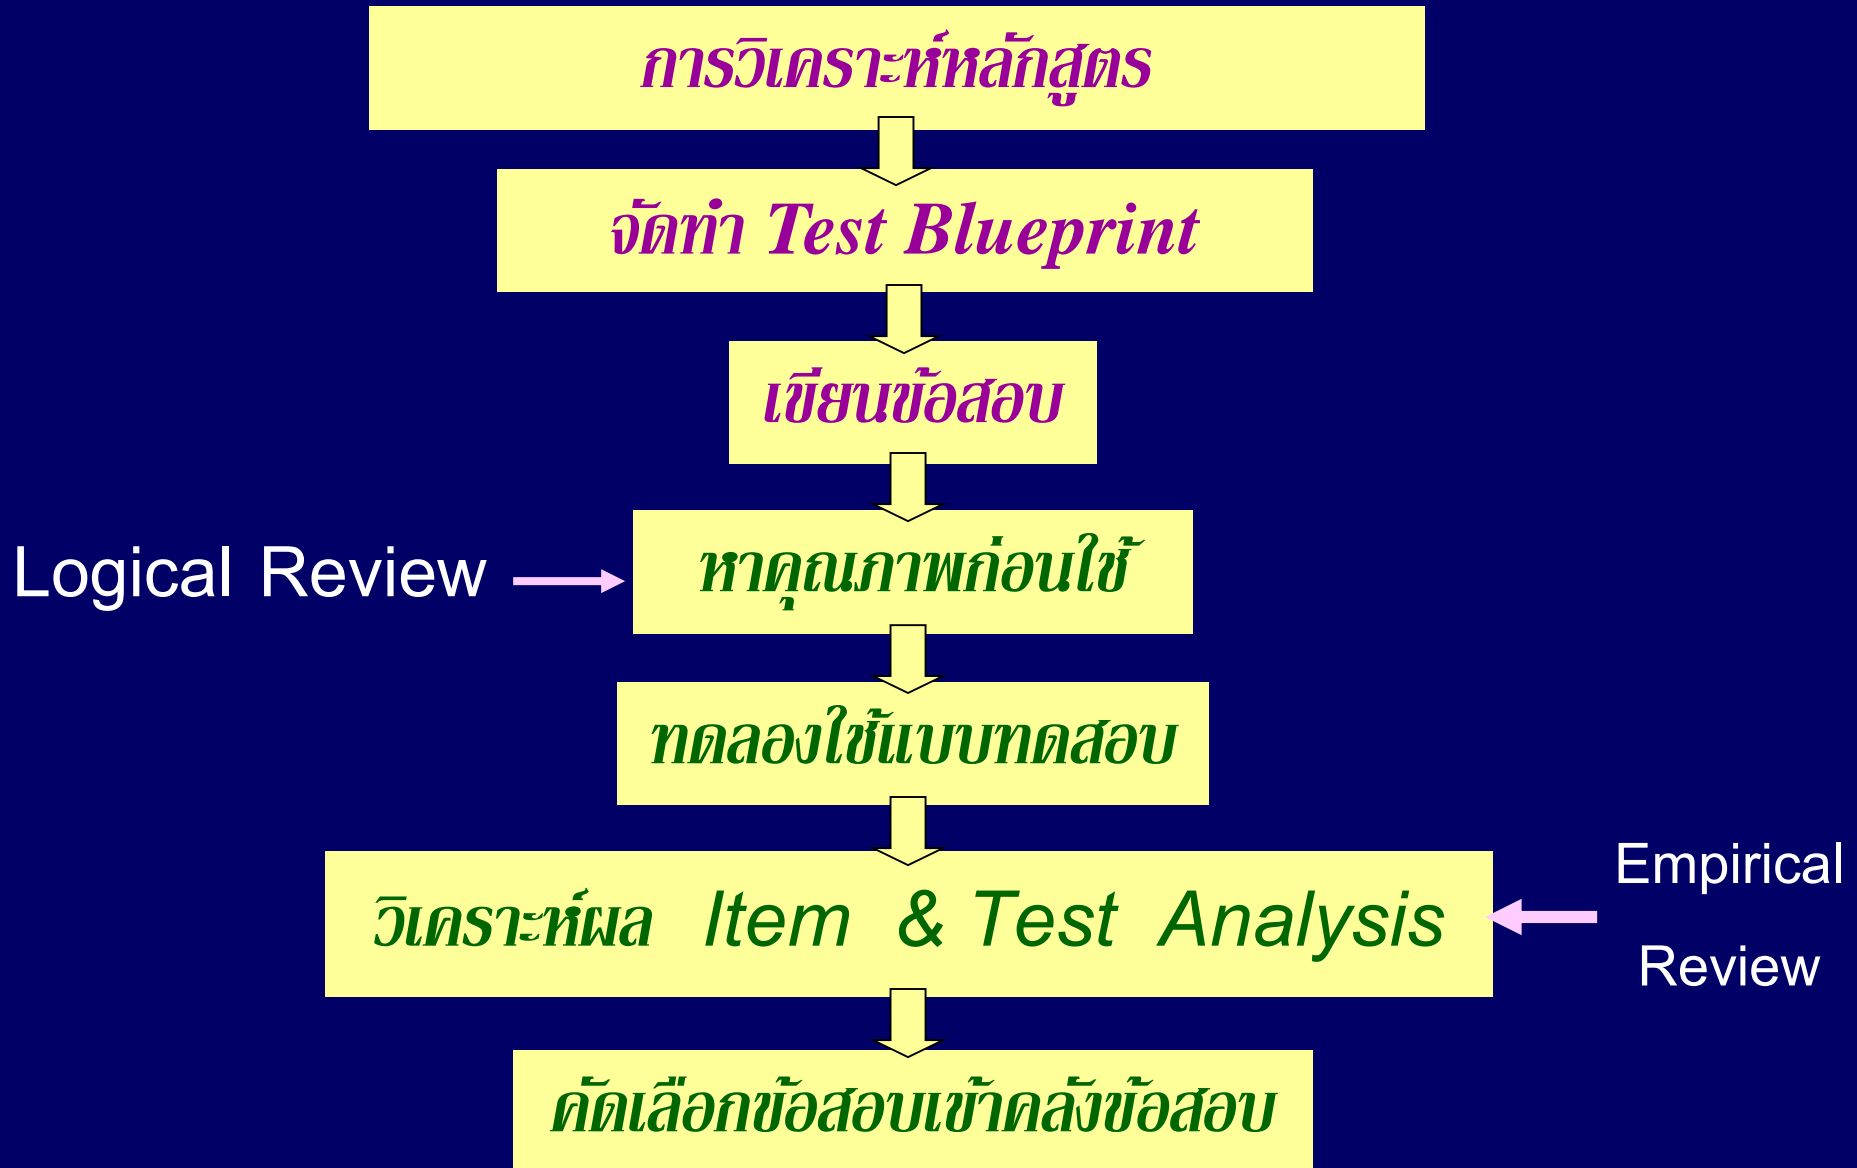 การวิเคราะห์หลักสูตร
จัดทำ Test Blueprint
เขียนข้อสอบ
Logical Review
หาคุณภาพก่อนใช้
ทดลองใช้แบบทดสอบ
วิเคราะห์ผล Item & Test Analysis
Empirical
Review
คัดเลือกข้อสอบเข้าคลังข้อสอบ